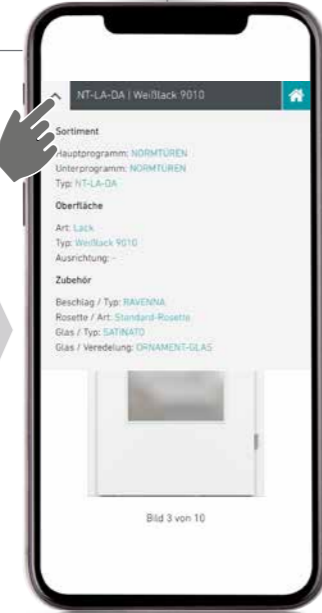 NT-LA-DA | Weißlack 9010
Sortiment
Hauptprogramm: NORMTÜREN
Unterprogramm: NORMTÜREN
Typ: NT-LA-DA
Oberfläche
Art: Lack
Typ: Weißlack 9010
Ausrichtung: -
Zubehör
Beschlag / Typ: RAVENNA
Rosette / Art: Standard-Rosette
Glas / Typ: SATINATO
Glas / Veredelung: ORNAMENT-GLAS
Bild 3 von 10